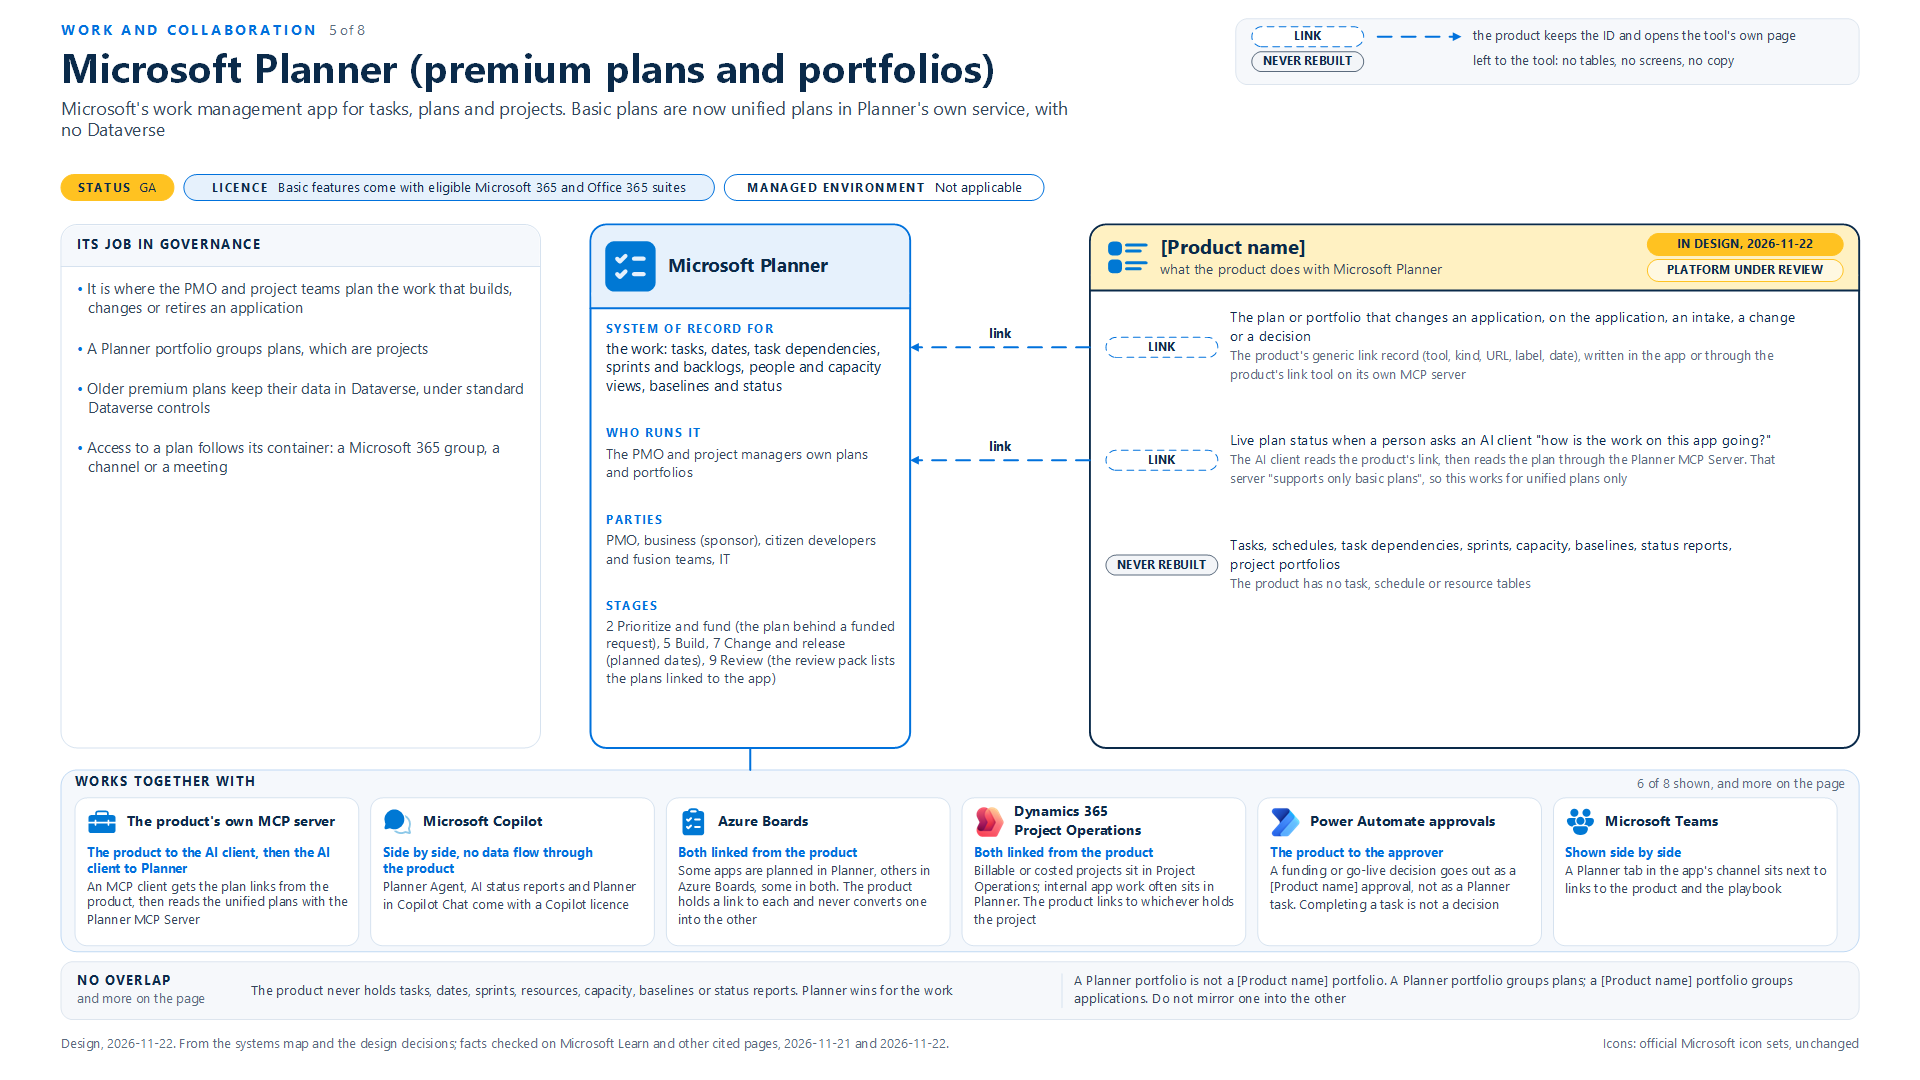 WORK AND COLLABORATION 5 of 8
Microsoft Planner (premium plans and portfolios)
Microsoft's work management app for tasks, plans and projects. Basic plans are now unified plans in Planner's own service, with
no Dataverse
LINK
the product keeps the ID and opens the tool's own page
NEVER REBUILT
left to the tool: no tables, no screens, no copy
STATUS GA
LICENCE Basic features come with eligible Microsoft 365 and Office 365 suites
MANAGED ENVIRONMENT Not applicable
ITS JOB IN GOVERNANCE
• It is where the PMO and project teams plan the work that builds,
changes or retires an application
• A Planner portfolio groups plans, which are projects
• Older premium plans keep their data in Dataverse, under standard
Dataverse controls
• Access to a plan follows its container: a Microsoft 365 group, a
channel or a meeting
Microsoft Planner
SYSTEM OF RECORD FOR
the work: tasks, dates, task dependencies,
sprints and backlogs, people and capacity
views, baselines and status
WHO RUNS IT
The PMO and project managers own plans
and portfolios
PARTIES
PMO, business (sponsor), citizen developers
and fusion teams, IT
STAGES
2 Prioritize and fund (the plan behind a funded
request), 5 Build, 7 Change and release
(planned dates), 9 Review (the review pack lists
the plans linked to the app)
link
link
[Product name]
what the product does with Microsoft Planner
IN DESIGN, 2026-11-22
PLATFORM UNDER REVIEW
LINK
The plan or portfolio that changes an application, on the application, an intake, a change
or a decision
The product's generic link record (tool, kind, URL, label, date), written in the app or through the
product's link tool on its own MCP server
LINK
Live plan status when a person asks an AI client "how is the work on this app going?"
The AI client reads the product's link, then reads the plan through the Planner MCP Server. That
server "supports only basic plans", so this works for unified plans only
NEVER REBUILT
Tasks, schedules, task dependencies, sprints, capacity, baselines, status reports,
project portfolios
The product has no task, schedule or resource tables
WORKS TOGETHER WITH
6 of 8 shown, and more on the page
The product's own MCP server
The product to the AI client, then the AI
client to Planner
An MCP client gets the plan links from the
product, then reads the unified plans with the
Planner MCP Server
Microsoft Copilot
Side by side, no data flow through
the product
Planner Agent, AI status reports and Planner
in Copilot Chat come with a Copilot licence
Azure Boards
Both linked from the product
Some apps are planned in Planner, others in
Azure Boards, some in both. The product
holds a link to each and never converts one
into the other
Dynamics 365
Project Operations
Both linked from the product
Billable or costed projects sit in Project
Operations; internal app work often sits in
Planner. The product links to whichever holds
the project
Power Automate approvals
The product to the approver
A funding or go-live decision goes out as a
[Product name] approval, not as a Planner
task. Completing a task is not a decision
Microsoft Teams
Shown side by side
A Planner tab in the app's channel sits next to
links to the product and the playbook
NO OVERLAP
and more on the page
The product never holds tasks, dates, sprints, resources, capacity, baselines or status reports. Planner wins for the work
A Planner portfolio is not a [Product name] portfolio. A Planner portfolio groups plans; a [Product name] portfolio groups
applications. Do not mirror one into the other
Design, 2026-11-22. From the systems map and the design decisions; facts checked on Microsoft Learn and other cited pages, 2026-11-21 and 2026-11-22.
Icons: official Microsoft icon sets, unchanged